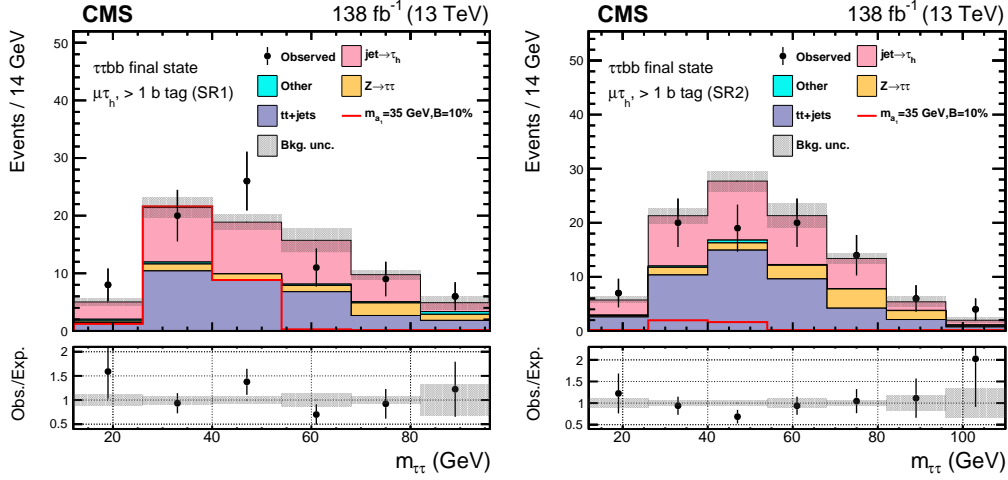 CMS 138 fb⁻¹ (13 TeV)
Events / 14 GeV
50
40
30
20
10
0
ττbb final state
μτₕ, > 1 b tag (SR1)
Observed
jet→τₕ
Other
Z→ττ
tt+jets
m_a₁=35 GeV,B=10%
Bkg. unc.
Obs./Exp.
2
1.5
1
0.5
20 40 60 80
m_ττ (GeV)
CMS 138 fb⁻¹ (13 TeV)
Events / 14 GeV
50
40
30
20
10
0
ττbb final state
μτₕ, > 1 b tag (SR2)
Observed
jet→τₕ
Other
Z→ττ
tt+jets
m_a₁=35 GeV,B=10%
Bkg. unc.
Obs./Exp.
2
1.5
1
0.5
20 40 60 80 100
m_ττ (GeV)